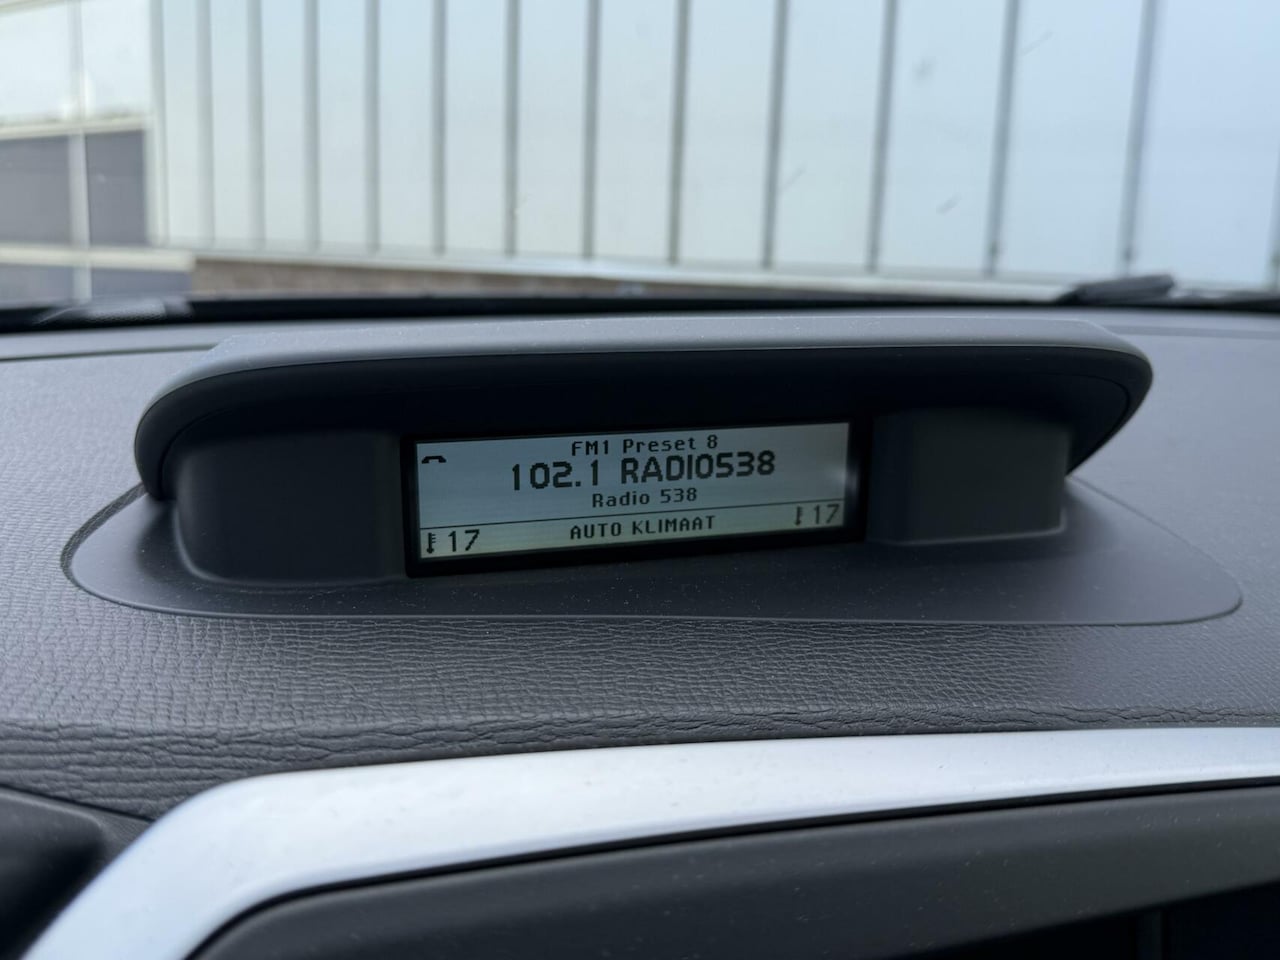 FM1 Preset 8
102.1 RADIO538
Radio 538
17 AUTO KLIMAAT 17